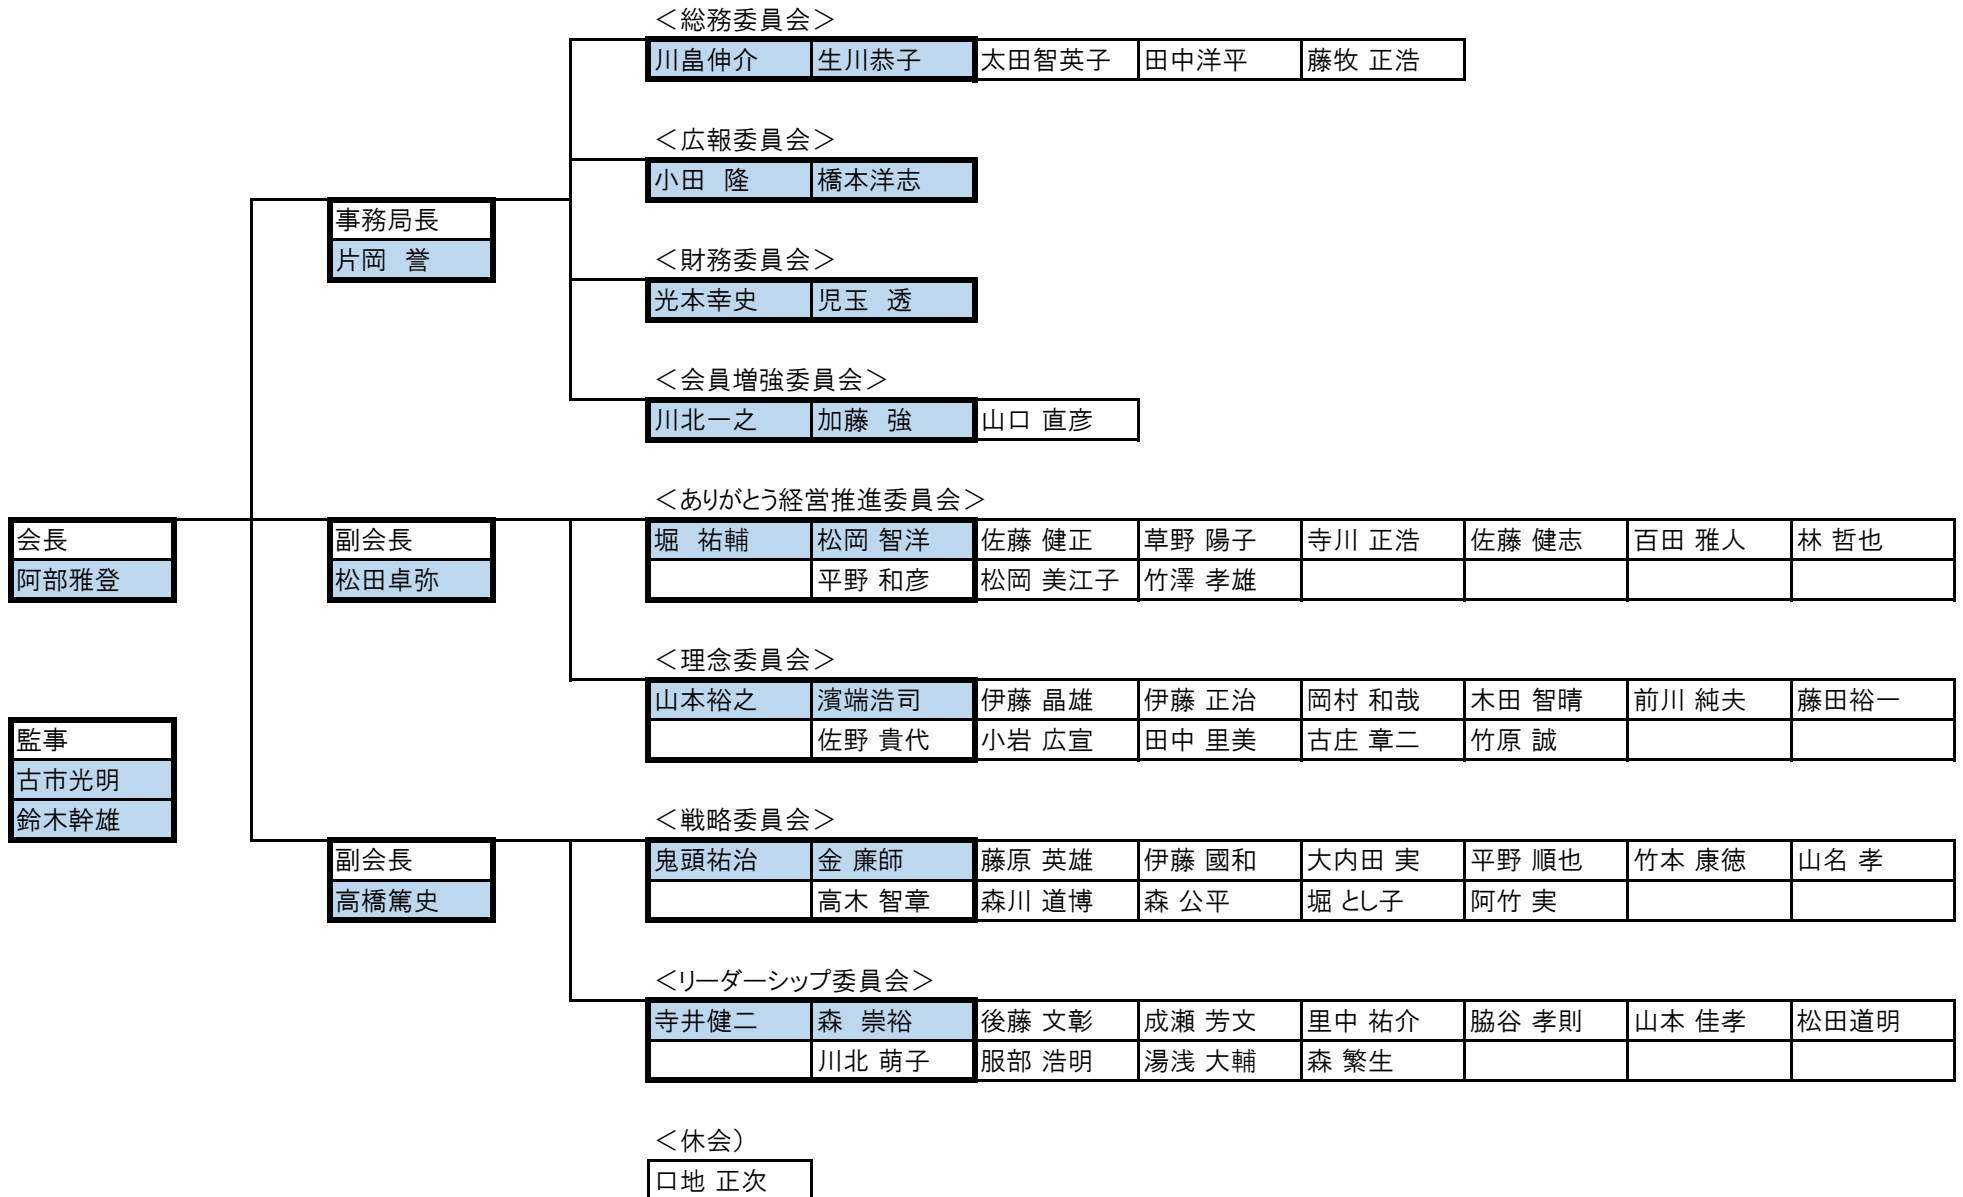 ＜総務委員会＞
川畠伸介 生川恭子 太田智英子 田中洋平 藤牧 正浩
＜広報委員会＞
小田　隆 橋本洋志
事務局長
片岡　誉
＜財務委員会＞
光本幸史 児玉　透
＜会員増強委員会＞
川北一之 加藤　強 山口 直彦
会長
阿部雅登
副会長
松田卓弥
＜ありがとう経営推進委員会＞
堀　祐輔 松岡 智洋 佐藤 健正 草野 陽子 寺川 正浩 佐藤 健志 百田 雅人 林 哲也
平野 和彦 松岡 美江子 竹澤 孝雄
＜理念委員会＞
山本裕之 濱端浩司 伊藤 晶雄 伊藤 正治 岡村 和哉 木田 智晴 前川 純夫 藤田裕一
佐野 貴代 小岩 広宣 田中 里美 古庄 章二 竹原 誠
監事
古市光明
鈴木幹雄
副会長
高橋篤史
＜戦略委員会＞
鬼頭祐治 金 廉師 藤原 英雄 伊藤 國和 大内田 実 平野 順也 竹本 康徳 山名 孝
高木 智章 森川 道博 森 公平 堀 とし子 阿竹 実
＜リーダーシップ委員会＞
寺井健二 森　崇裕 後藤 文彰 成瀬 芳文 里中 祐介 脇谷 孝則 山本 佳孝 松田道明
川北 萌子 服部 浩明 湯浅 大輔 森 繁生
＜休会）
口地 正次